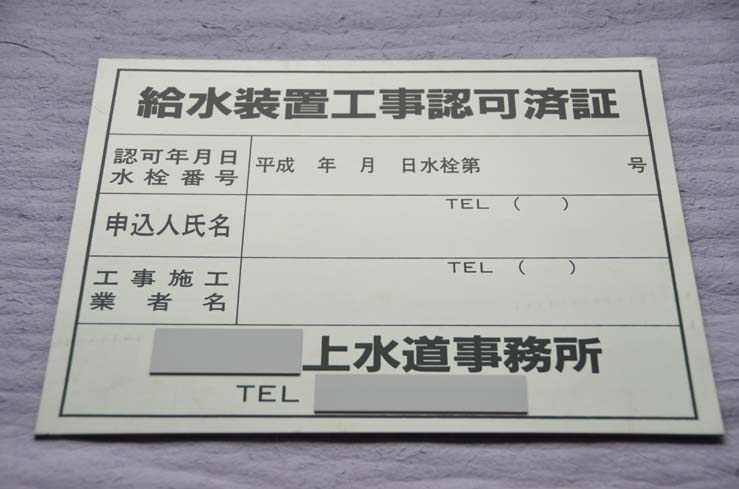 給水装置工事認可済証
認可年月日
水栓番号
平成 年 月 日水栓第 号
申込人氏名
TEL ( )
工事施工
業者名
TEL ( )
上水道事務所
TEL